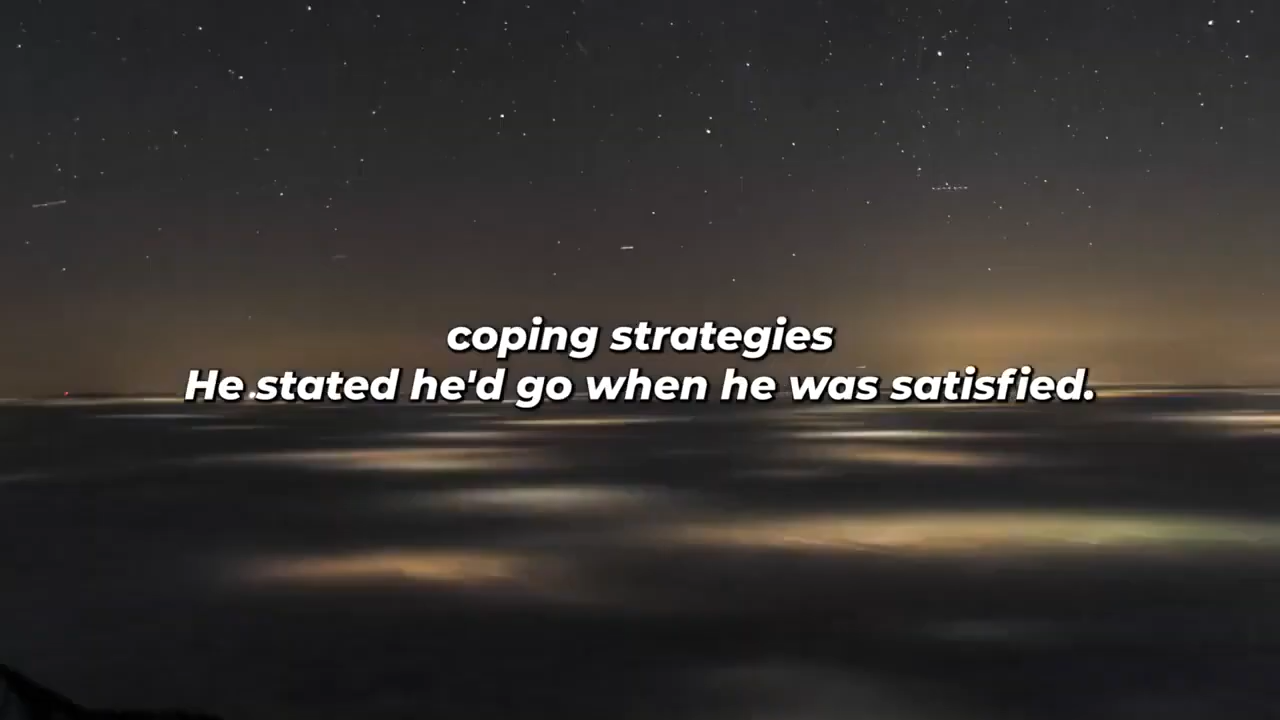 coping strategies
He stated he'd go when he was satisfied.